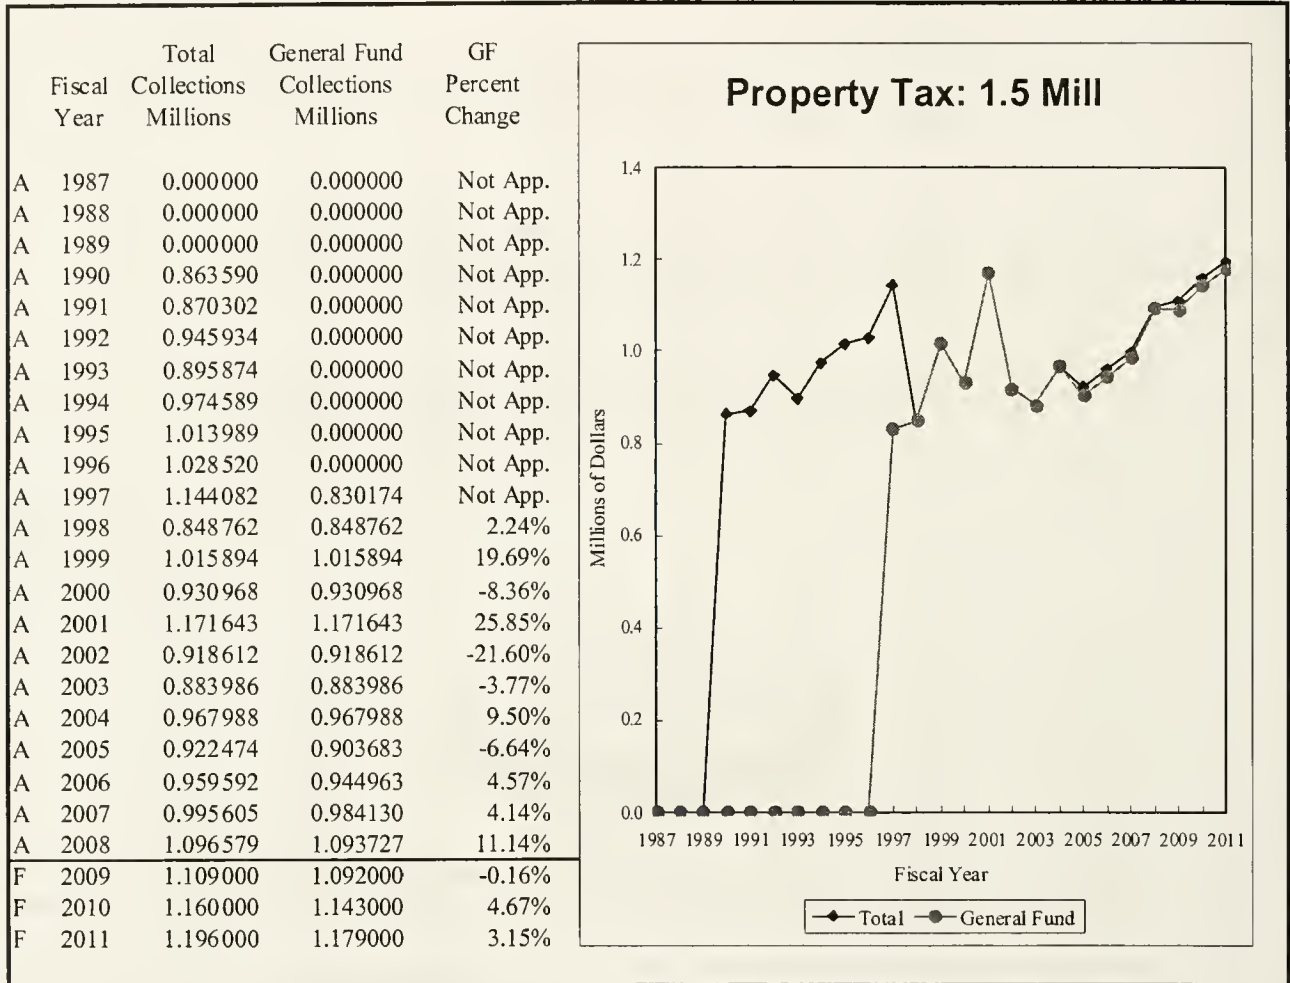 Total General Fund GF
Fiscal Collections Collections Percent
Year Millions Millions Change
A 1987 0.000000 0.000000 Not App.
A 1988 0.000000 0.000000 Not App.
A 1989 0.000000 0.000000 Not App.
A 1990 0.863590 0.000000 Not App.
A 1991 0.870302 0.000000 Not App.
A 1992 0.945934 0.000000 Not App.
A 1993 0.895874 0.000000 Not App.
A 1994 0.974589 0.000000 Not App.
A 1995 1.013989 0.000000 Not App.
A 1996 1.028520 0.000000 Not App.
A 1997 1.144082 0.830174 Not App.
A 1998 0.848762 0.848762 2.24%
A 1999 1.015894 1.015894 19.69%
A 2000 0.930968 0.930968 -8.36%
A 2001 1.171643 1.171643 25.85%
A 2002 0.918612 0.918612 -21.60%
A 2003 0.883986 0.883986 -3.77%
A 2004 0.967988 0.967988 9.50%
A 2005 0.922474 0.903683 -6.64%
A 2006 0.959592 0.944963 4.57%
A 2007 0.995605 0.984130 4.14%
A 2008 1.096579 1.093727 11.14%
F 2009 1.109000 1.092000 -0.16%
F 2010 1.160000 1.143000 4.67%
F 2011 1.196000 1.179000 3.15%
Property Tax: 1.5 Mill
1.4
1.2
1.0
0.8
0.6
0.4
0.2
0.0
Millions of Dollars
1987 1989 1991 1993 1995 1997 1999 2001 2003 2005 2007 2009 2011
Fiscal Year
Total General Fund